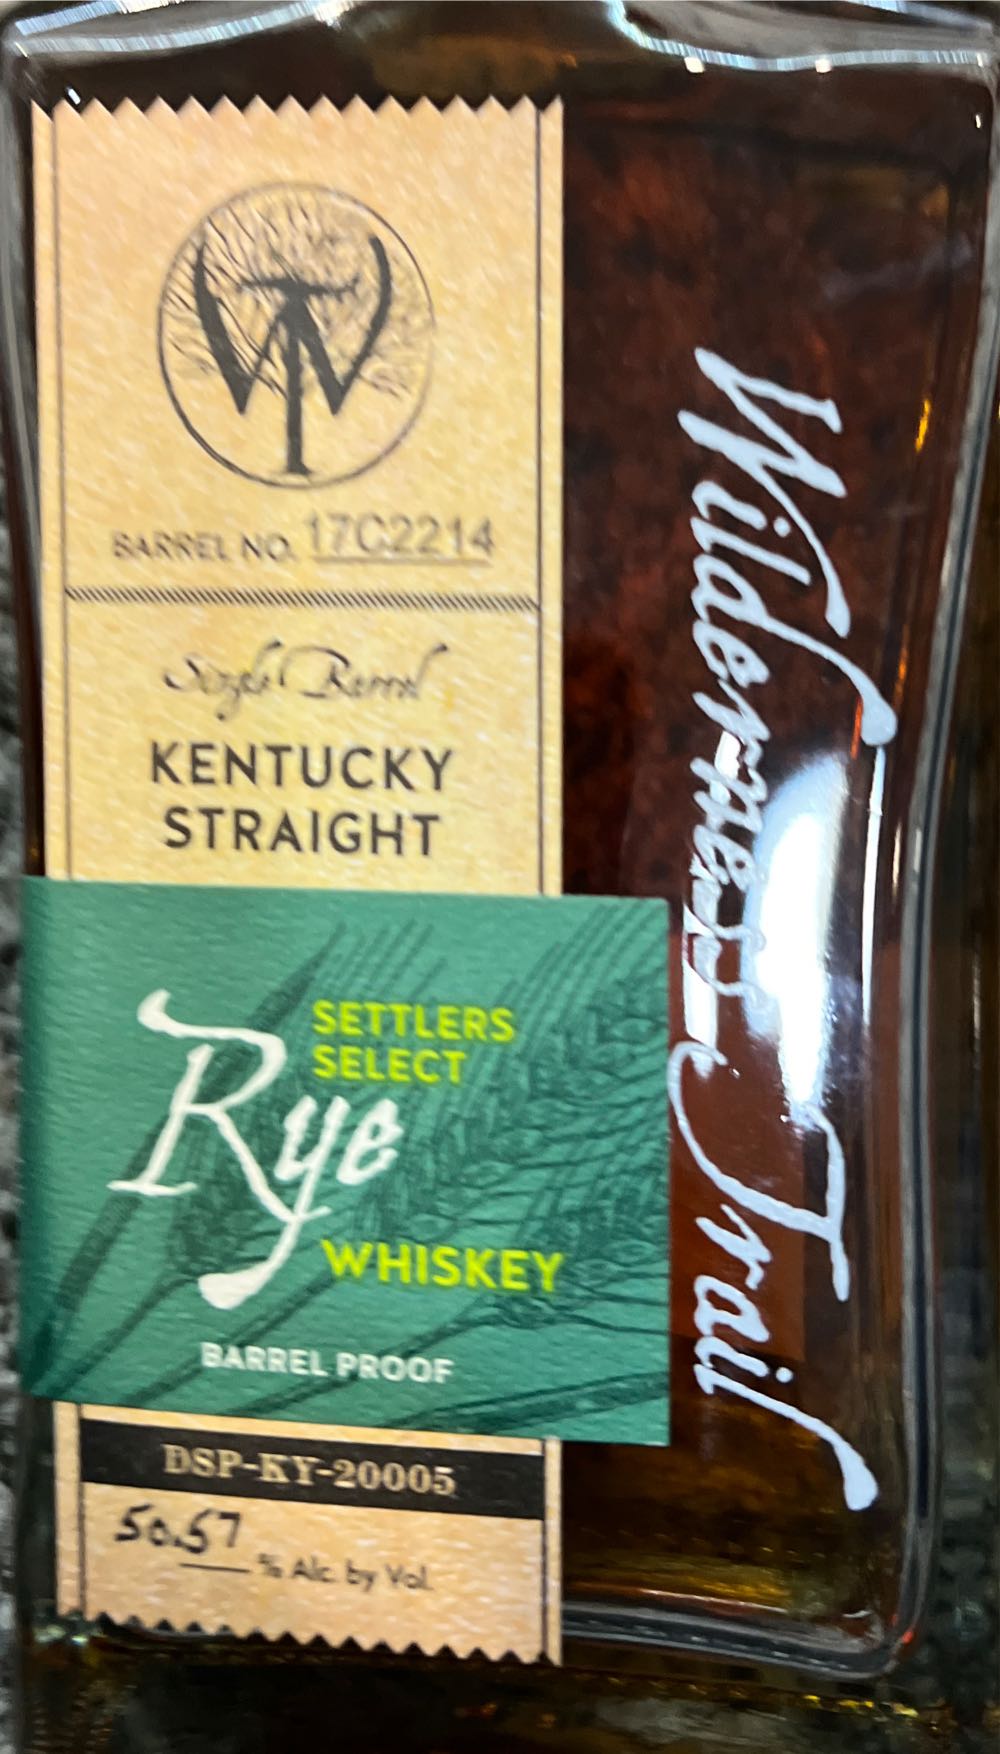 WT
BARREL NO. 17C2214
Single Barrel
KENTUCKY
STRAIGHT
SETTLERS
SELECT
Rye
WHISKEY
BARREL PROOF
DSP-KY-20005
50.57 % Alc. by Vol.
Wilderness Trail